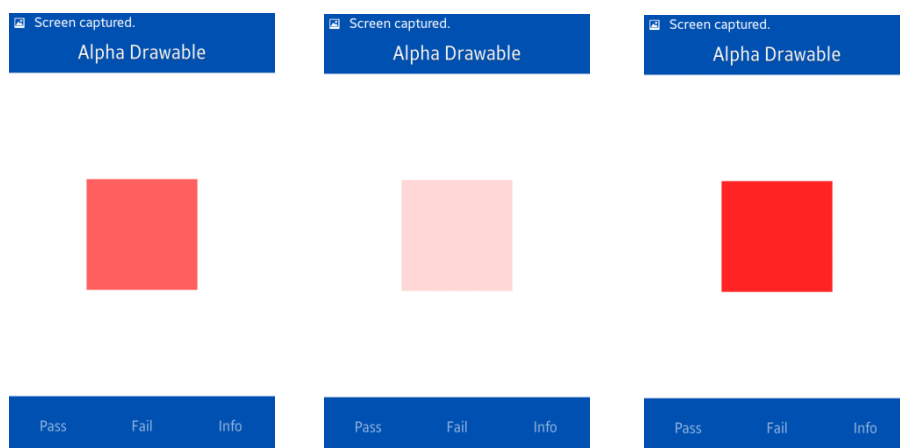 Screen captured.
Alpha Drawable
Pass Fail Info
Screen captured.
Alpha Drawable
Pass Fail Info
Screen captured.
Alpha Drawable
Pass Fail Info